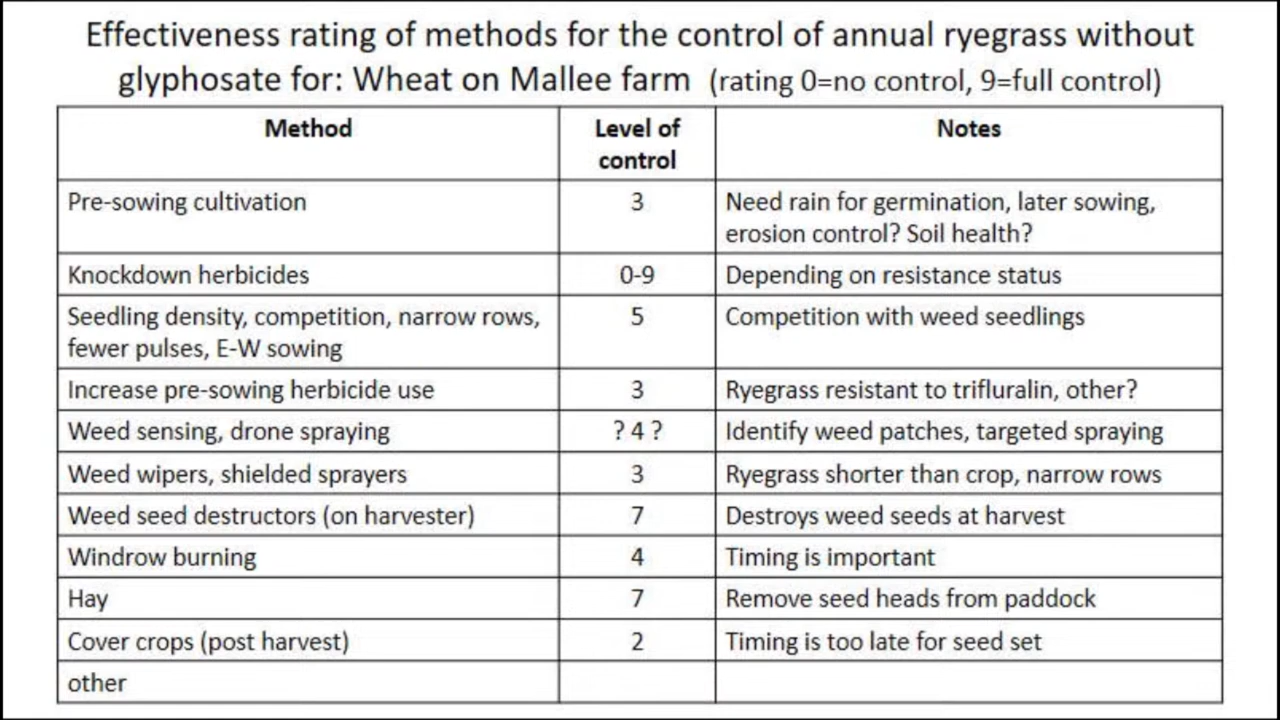 Effectiveness rating of methods for the control of annual ryegrass without
glyphosate for: Wheat on Mallee farm (rating 0=no control, 9=full control)
Method
Level of
control
Notes
Pre-sowing cultivation
3
Need rain for germination, later sowing,
erosion control? Soil health?
Knockdown herbicides
0-9
Depending on resistance status
Seedling density, competition, narrow rows,
fewer pulses, E-W sowing
5
Competition with weed seedlings
Increase pre-sowing herbicide use
3
Ryegrass resistant to trifluralin, other?
Weed sensing, drone spraying
? 4 ?
Identify weed patches, targeted spraying
Weed wipers, shielded sprayers
3
Ryegrass shorter than crop, narrow rows
Weed seed destructors (on harvester)
7
Destroys weed seeds at harvest
Windrow burning
4
Timing is important
Hay
7
Remove seed heads from paddock
Cover crops (post harvest)
2
Timing is too late for seed set
other